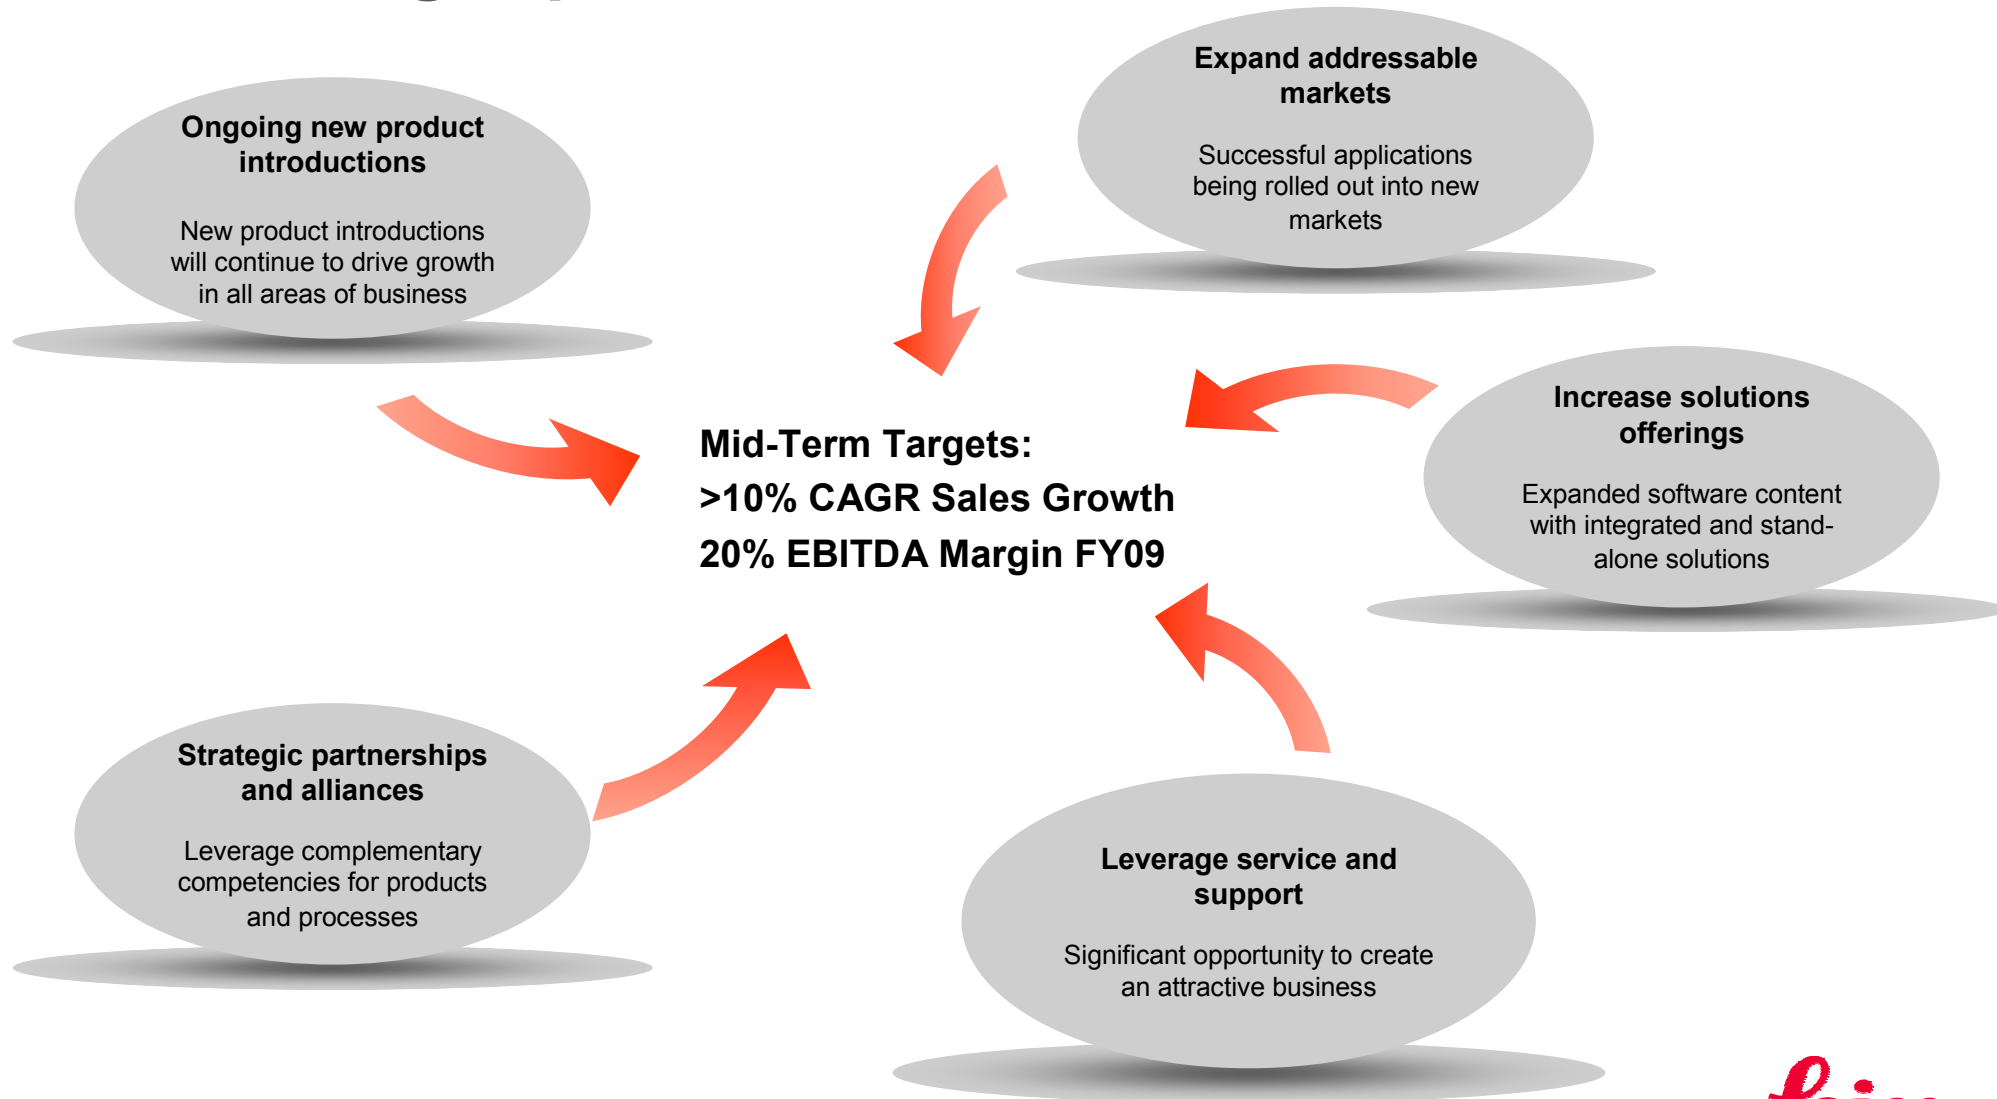 Ongoing new product
introductions
New product introductions
will continue to drive growth
in all areas of business
Expand addressable
markets
Successful applications
being rolled out into new
markets
Mid-Term Targets:
>10% CAGR Sales Growth
20% EBITDA Margin FY09
Increase solutions
offerings
Expanded software content
with integrated and stand-
alone solutions
Strategic partnerships
and alliances
Leverage complementary
competencies for products
and processes
Leverage service and
support
Significant opportunity to create
an attractive business